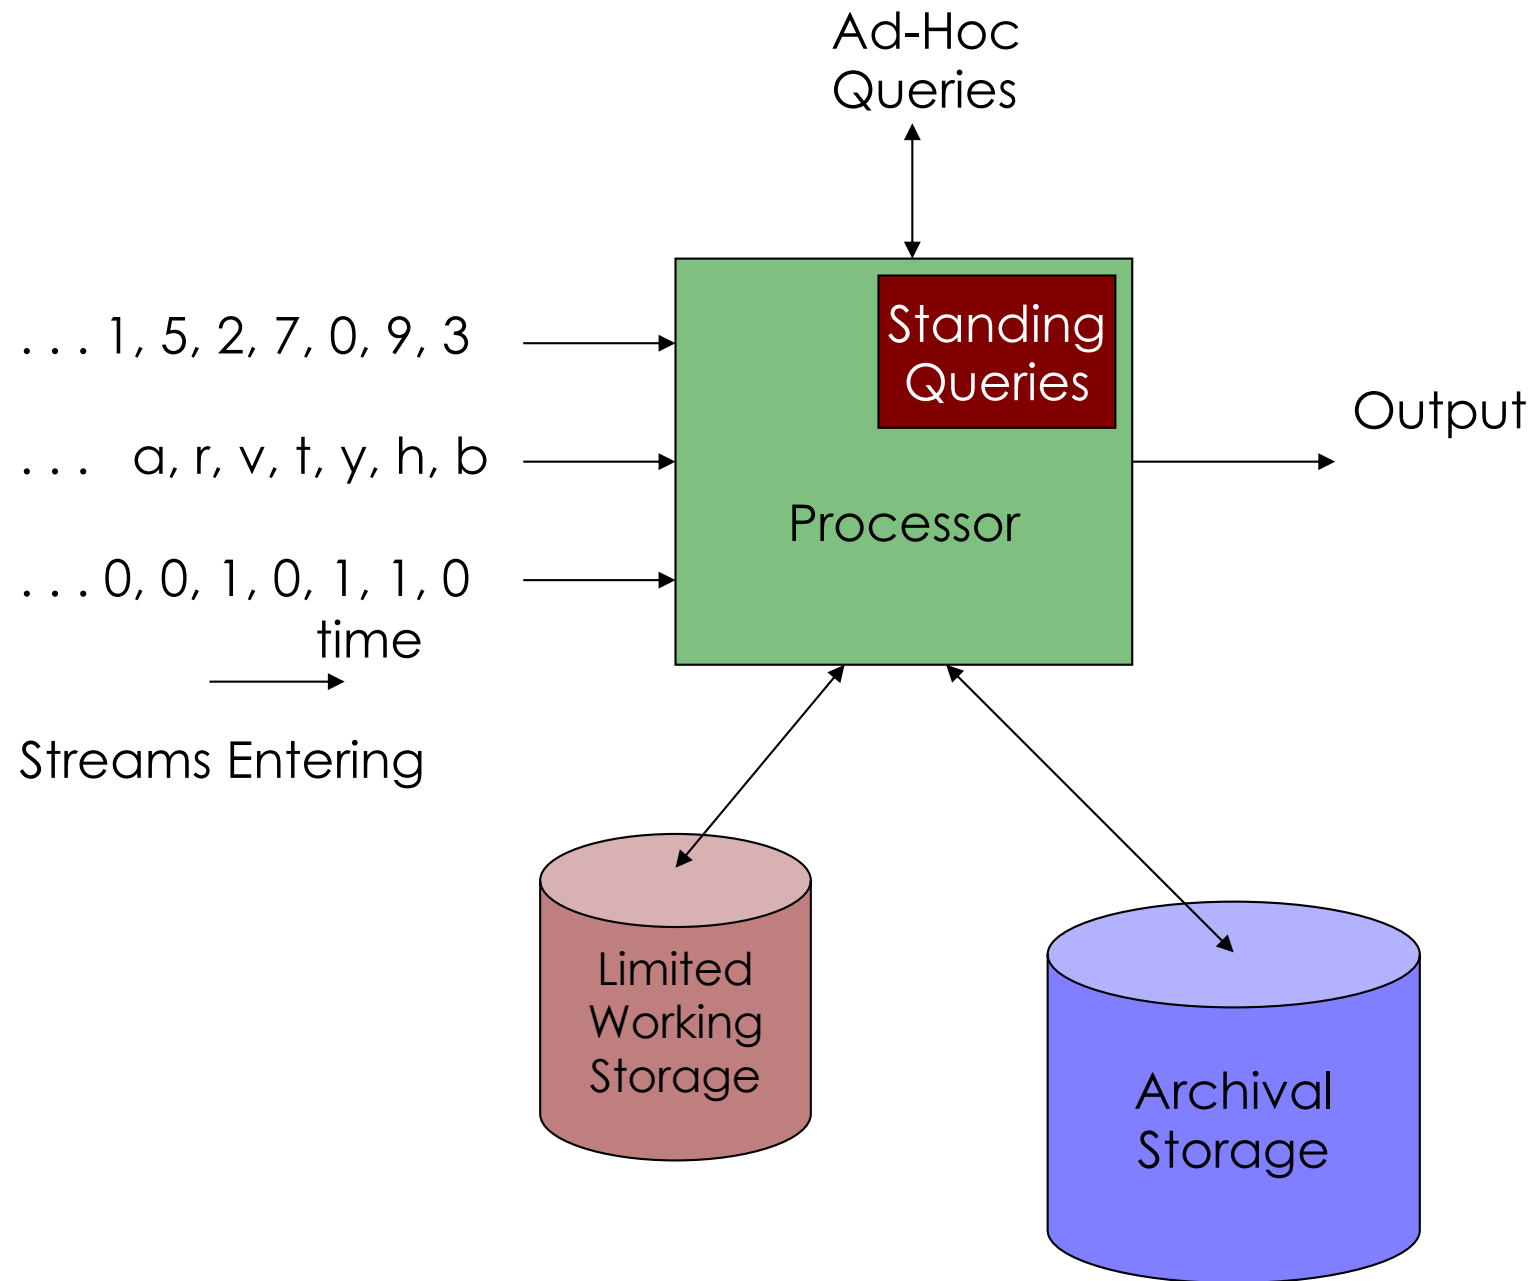 Ad-Hoc
Queries
Standing
Queries
. . . 1, 5, 2, 7, 0, 9, 3
Output
. . . a, r, v, t, y, h, b
Processor
. . . 0, 0, 1, 0, 1, 1, 0
time
Streams Entering
Limited
Working
Storage
Archival
Storage